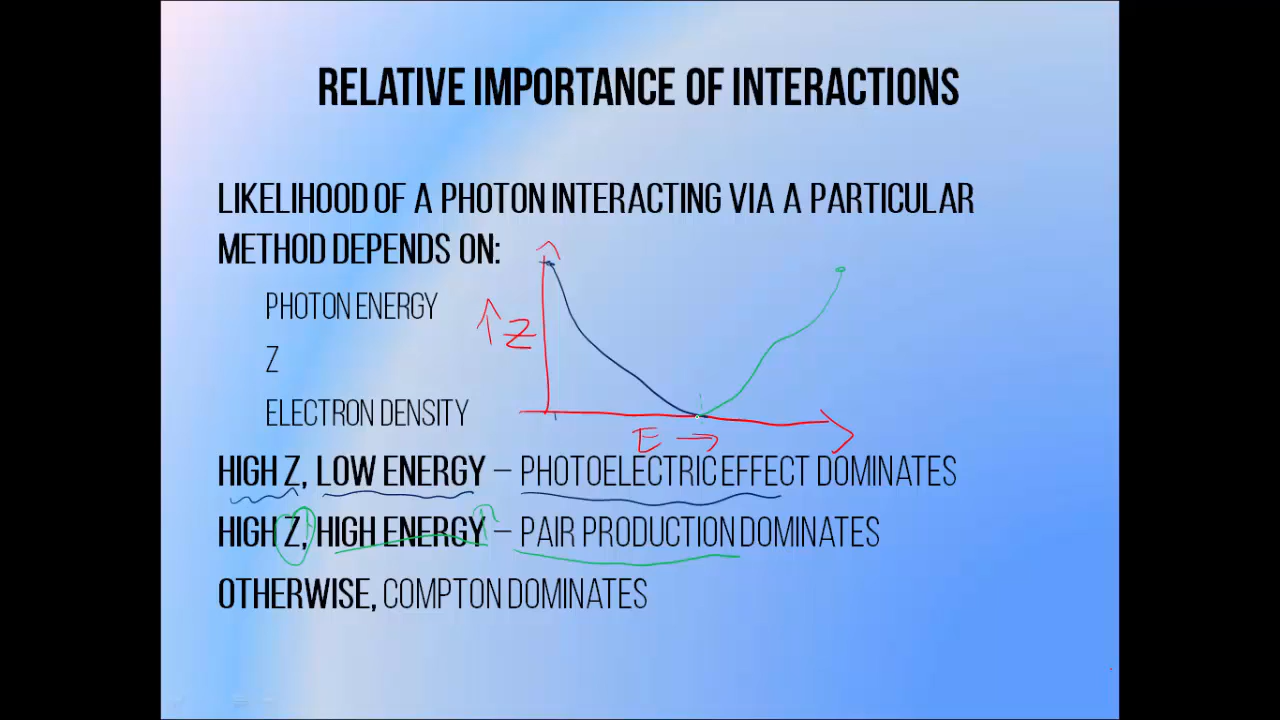 RELATIVE IMPORTANCE OF INTERACTIONS
LIKELIHOOD OF A PHOTON INTERACTING VIA A PARTICULAR
METHOD DEPENDS ON:
PHOTON ENERGY
Z
ELECTRON DENSITY
↑ Z
E →
HIGH Z, LOW ENERGY – PHOTOELECTRIC EFFECT DOMINATES
HIGH Z, HIGH ENERGY – PAIR PRODUCTION DOMINATES
OTHERWISE, COMPTON DOMINATES